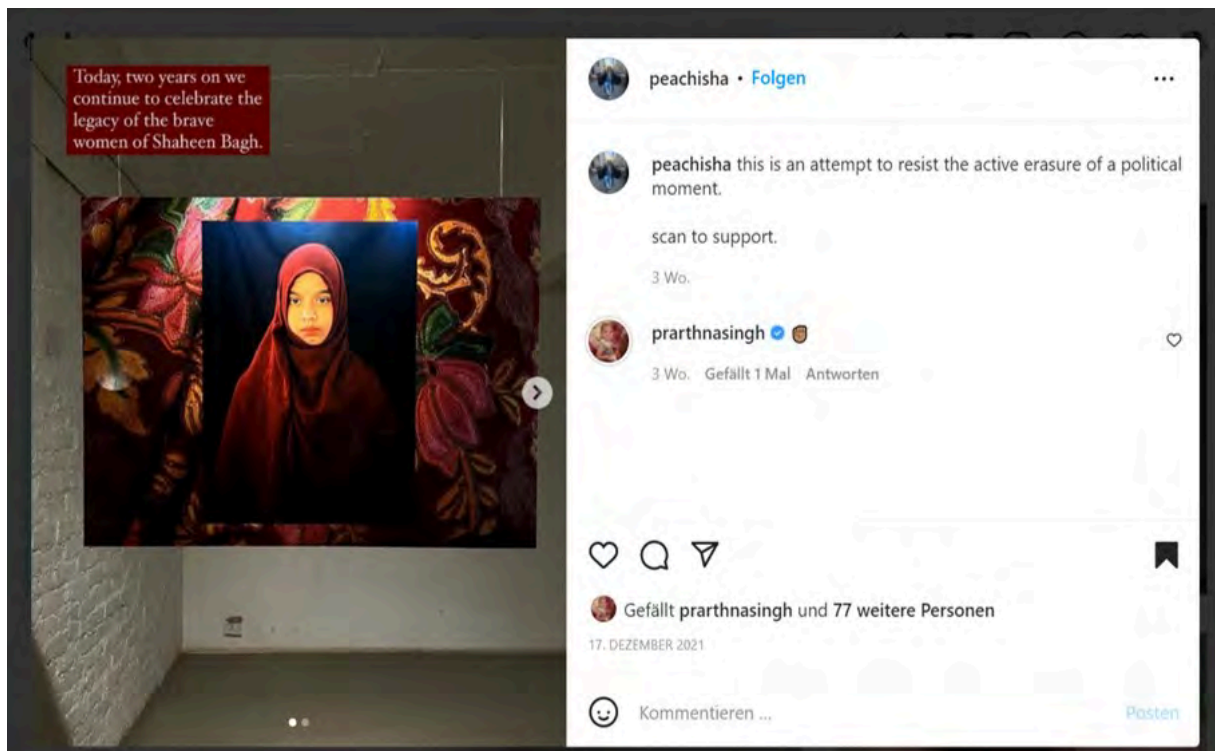 Today, two years on we
continue to celebrate the
legacy of the brave
women of Shaheen Bagh.
peachisha • Folgen
peachisha this is an attempt to resist the active erasure of a political
moment.
scan to support.
3 Wo.
prarthnasingh
3 Wo. Gefällt 1 Mal Antworten
Gefällt prarthnasingh und 77 weitere Personen
17. DEZEMBER 2021
Kommentieren ...
Posten